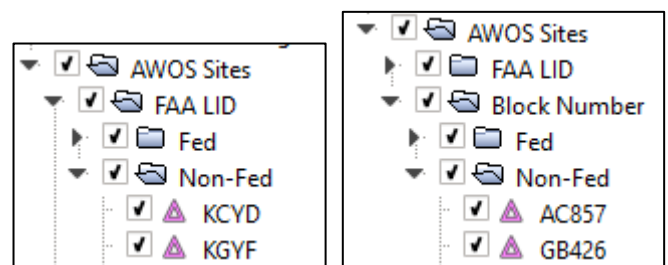 AWOS Sites
FAA LID
Fed
Non-Fed
KCYD
KGYF
AWOS Sites
FAA LID
Block Number
Fed
Non-Fed
AC857
GB426